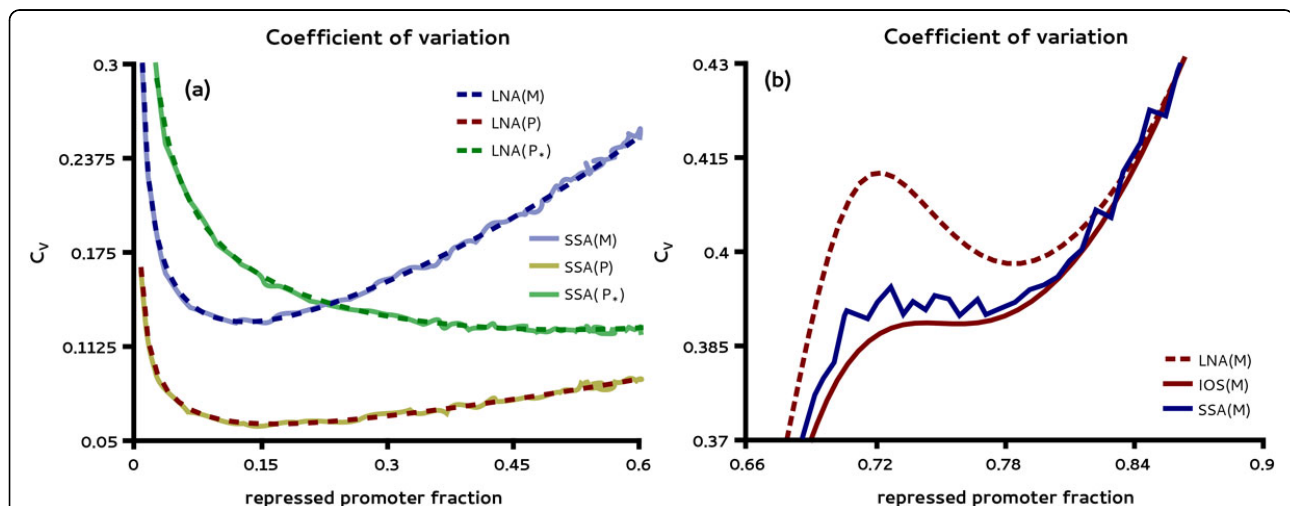 Coefficient of variation
0.3
0.2375
0.175
0.1125
0.05
Cv
(a)
LNA(M)
LNA(P)
LNA(P*)
SSA(M)
SSA(P)
SSA(P*)
0
0.15
0.3
0.45
0.6
repressed promoter fraction
Coefficient of variation
0.43
0.415
0.4
0.385
0.37
Cv
(b)
LNA(M)
IOS(M)
SSA(M)
0.66
0.72
0.78
0.84
0.9
repressed promoter fraction